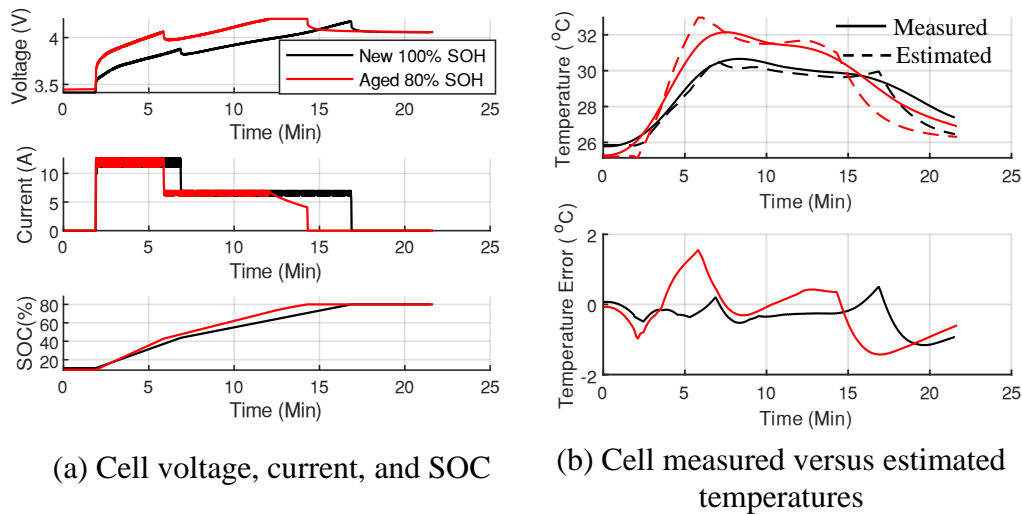 Voltage (V)
4
3.5
0 5 10 15 20 25
Time (Min)
New 100% SOH
Aged 80% SOH
Current (A)
10
5
0
0 5 10 15 20 25
Time (Min)
SOC(%)
80
60
40
20
0 5 10 15 20 25
Time (Min)
(a) Cell voltage, current, and SOC
Temperature ( °C)
32
30
28
26
0 5 10 15 20 25
Time (Min)
Measured
Estimated
Temperature Error ( °C)
2
0
-2
0 5 10 15 20 25
Time (Min)
(b) Cell measured versus estimated
temperatures